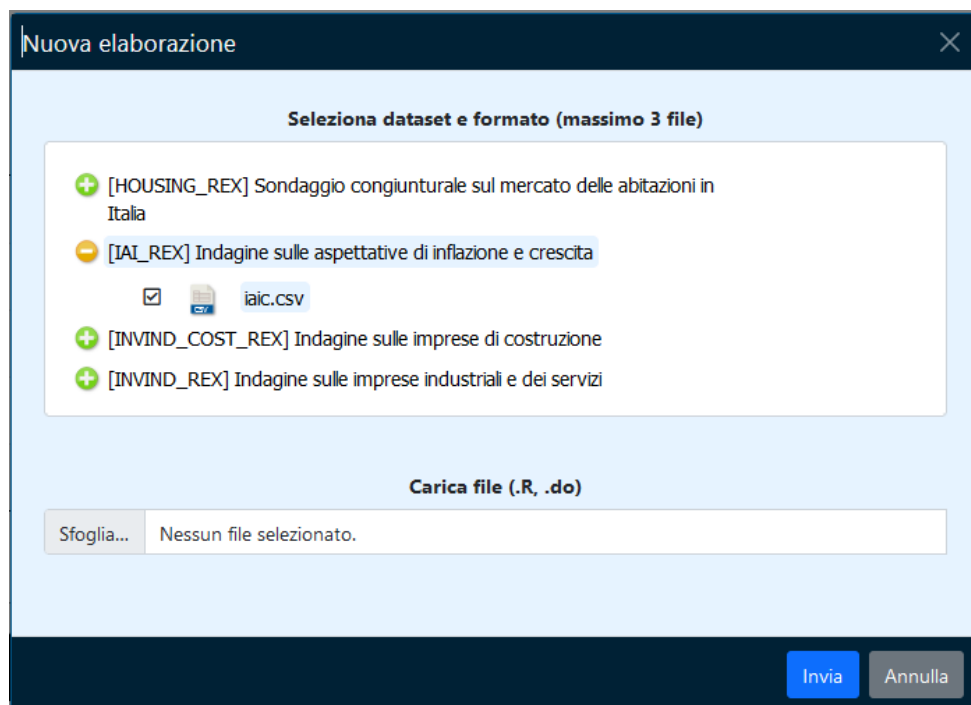 Nuova elaborazione
Seleziona dataset e formato (massimo 3 file)
[HOUSING_REX] Sondaggio congiunturale sul mercato delle abitazioni in
Italia
[IAI_REX] Indagine sulle aspettative di inflazione e crescita
CSV iaic.csv
[INVIND_COST_REX] Indagine sulle imprese di costruzione
[INVIND_REX] Indagine sulle imprese industriali e dei servizi
Carica file (.R, .do)
Sfoglia... Nessun file selezionato.
Invia Annulla